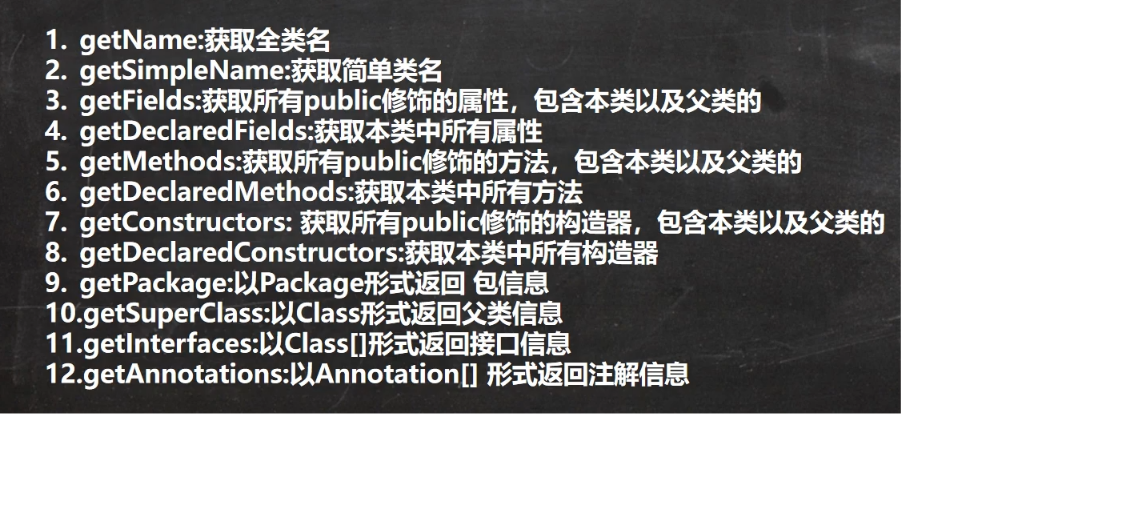 1. getName:获取全类名
2. getSimpleName:获取简单类名
3. getFields:获取所有public修饰的属性，包含本类以及父类的
4. getDeclaredFields:获取本类中所有属性
5. getMethods:获取所有public修饰的方法，包含本类以及父类的
6. getDeclaredMethods:获取本类中所有方法
7. getConstructors: 获取所有public修饰的构造器，包含本类以及父类的
8. getDeclaredConstructors:获取本类中所有构造器
9. getPackage:以Package形式返回 包信息
10.getSuperClass:以Class形式返回父类信息
11.getInterfaces:以Class[]形式返回接口信息
12.getAnnotations:以Annotation[] 形式返回注解信息